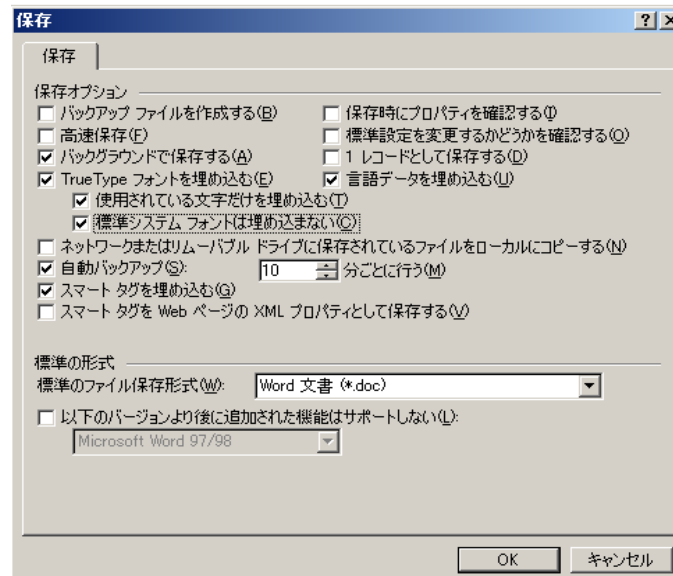 保存
保存
保存オプション
バックアップ ファイルを作成する(B)
保存時にプロパティを確認する(I)
高速保存(F)
標準設定を変更するかどうかを確認する(O)
バックグラウンドで保存する(A)
1 レコードとして保存する(D)
TrueType フォントを埋め込む(E)
言語データを埋め込む(U)
使用されている文字だけを埋め込む(T)
標準システム フォントは埋め込まない(C)
ネットワークまたはリムーバブル ドライブに保存されているファイルをローカルにコピーする(N)
自動バックアップ(S): 10 分ごとに行う(M)
スマート タグを埋め込む(G)
スマート タグを Web ページの XML プロパティとして保存する(V)
標準の形式
標準のファイル保存形式(W): Word 文書 (*.doc)
以下のバージョンより後に追加された機能はサポートしない(L):
Microsoft Word 97/98
OK キャンセル